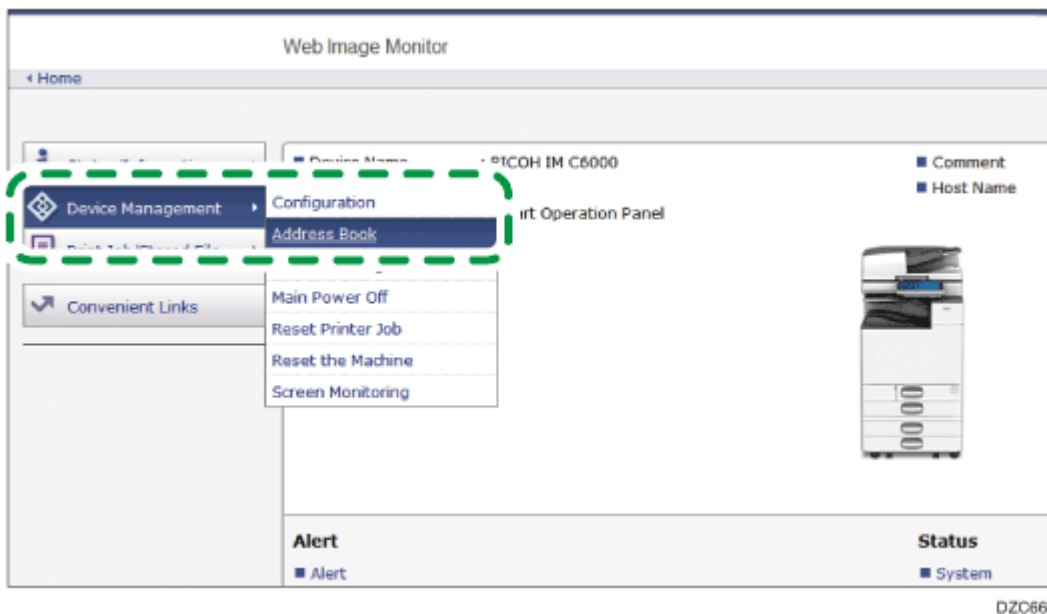 Web Image Monitor
Home
Device Name : RICOH IM C6000
Comment
Host Name
Device Management
Configuration
Address Book
art Operation Panel
Main Power Off
Convenient Links
Reset Printer Job
Reset the Machine
Screen Monitoring
Alert
Status
Alert
System
DZC66